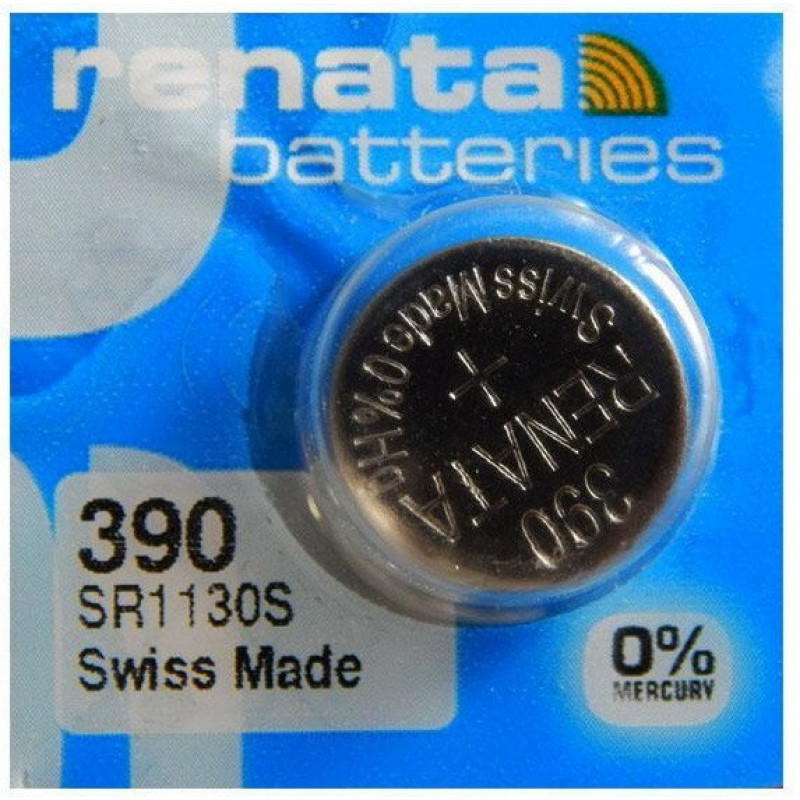 renata
batteries
Swiss Made 0% Hg
+
RENATA
390
390
SR1130S
Swiss Made
0%
MERCURY